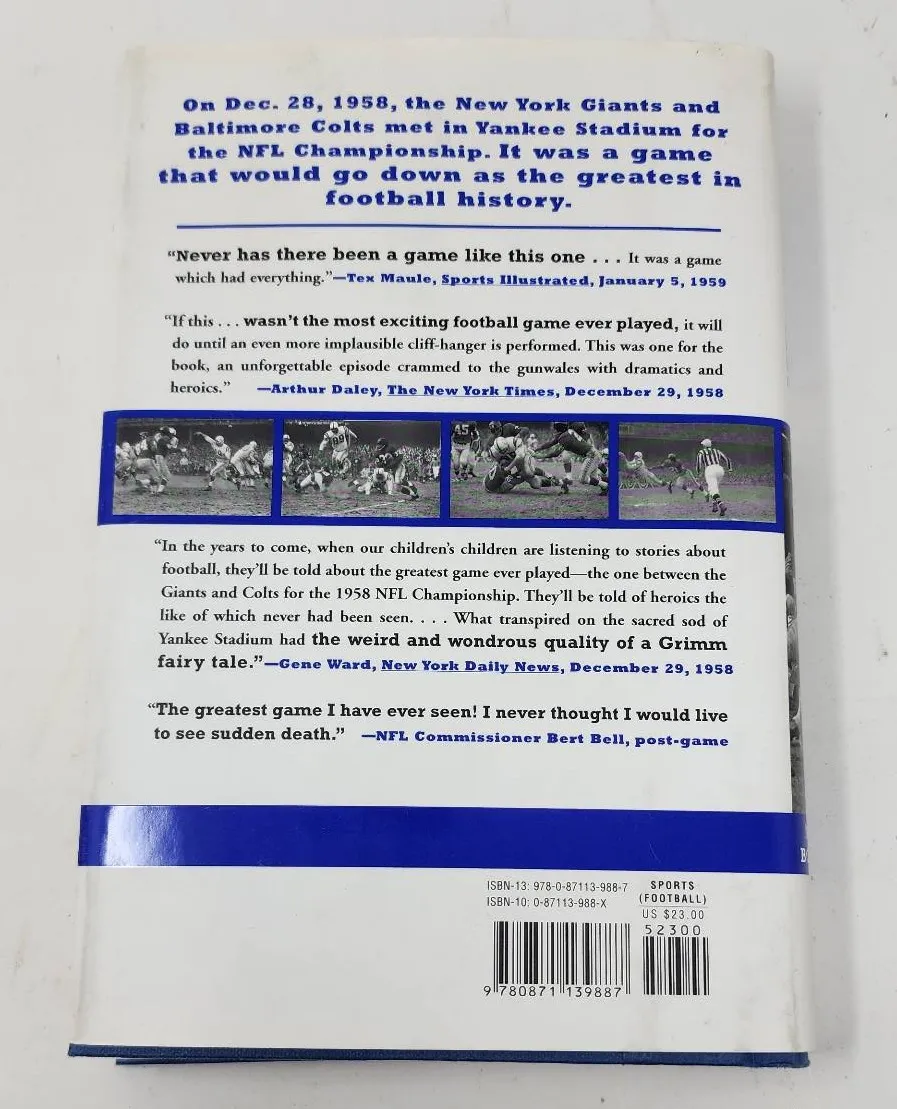 On Dec. 28, 1958, the New York Giants and
Baltimore Colts met in Yankee Stadium for
the NFL Championship. It was a game
that would go down as the greatest in
football history.
“Never has there been a game like this one . . . It was a game
which had everything.”—Tex Maule, Sports Illustrated, January 5, 1959
“If this . . . wasn’t the most exciting football game ever played, it will
do until an even more implausible cliff-hanger is performed. This was one for the
book, an unforgettable episode crammed to the gunwales with dramatics and
heroics.” —Arthur Daley, The New York Times, December 29, 1958
45
89
“In the years to come, when our children’s children are listening to stories about
football, they’ll be told about the greatest game ever played—the one between the
Giants and Colts for the 1958 NFL Championship. They’ll be told of heroics the
like of which never had been seen. . . . What transpired on the sacred sod of
Yankee Stadium had the weird and wondrous quality of a Grimm
fairy tale.”—Gene Ward, New York Daily News, December 29, 1958
“The greatest game I have ever seen! I never thought I would live
to see sudden death.” —NFL Commissioner Bert Bell, post-game
ISBN-13: 978-0-87113-988-7
ISBN-10: 0-87113-988-X
SPORTS
(FOOTBALL)
US $23.00
52300
9 780871 139887